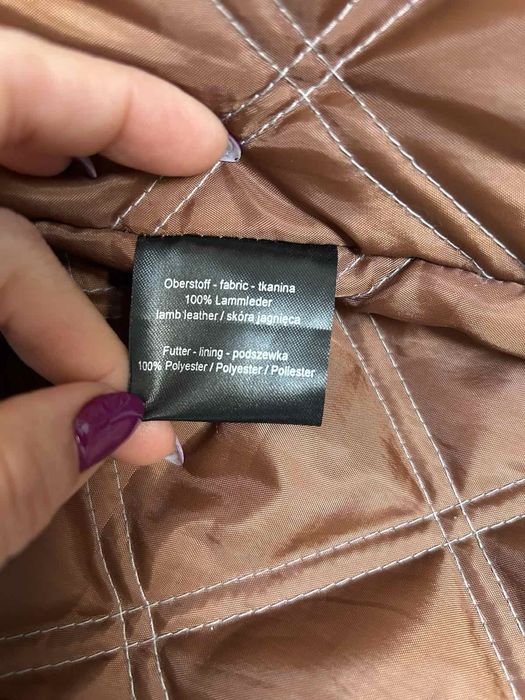 Oberstoff - fabric - tkanina
100% Lammleder
lamb leather / skóra jagnięca
Futter - lining - podszewka
100% Polyester / Polyester / Poliester